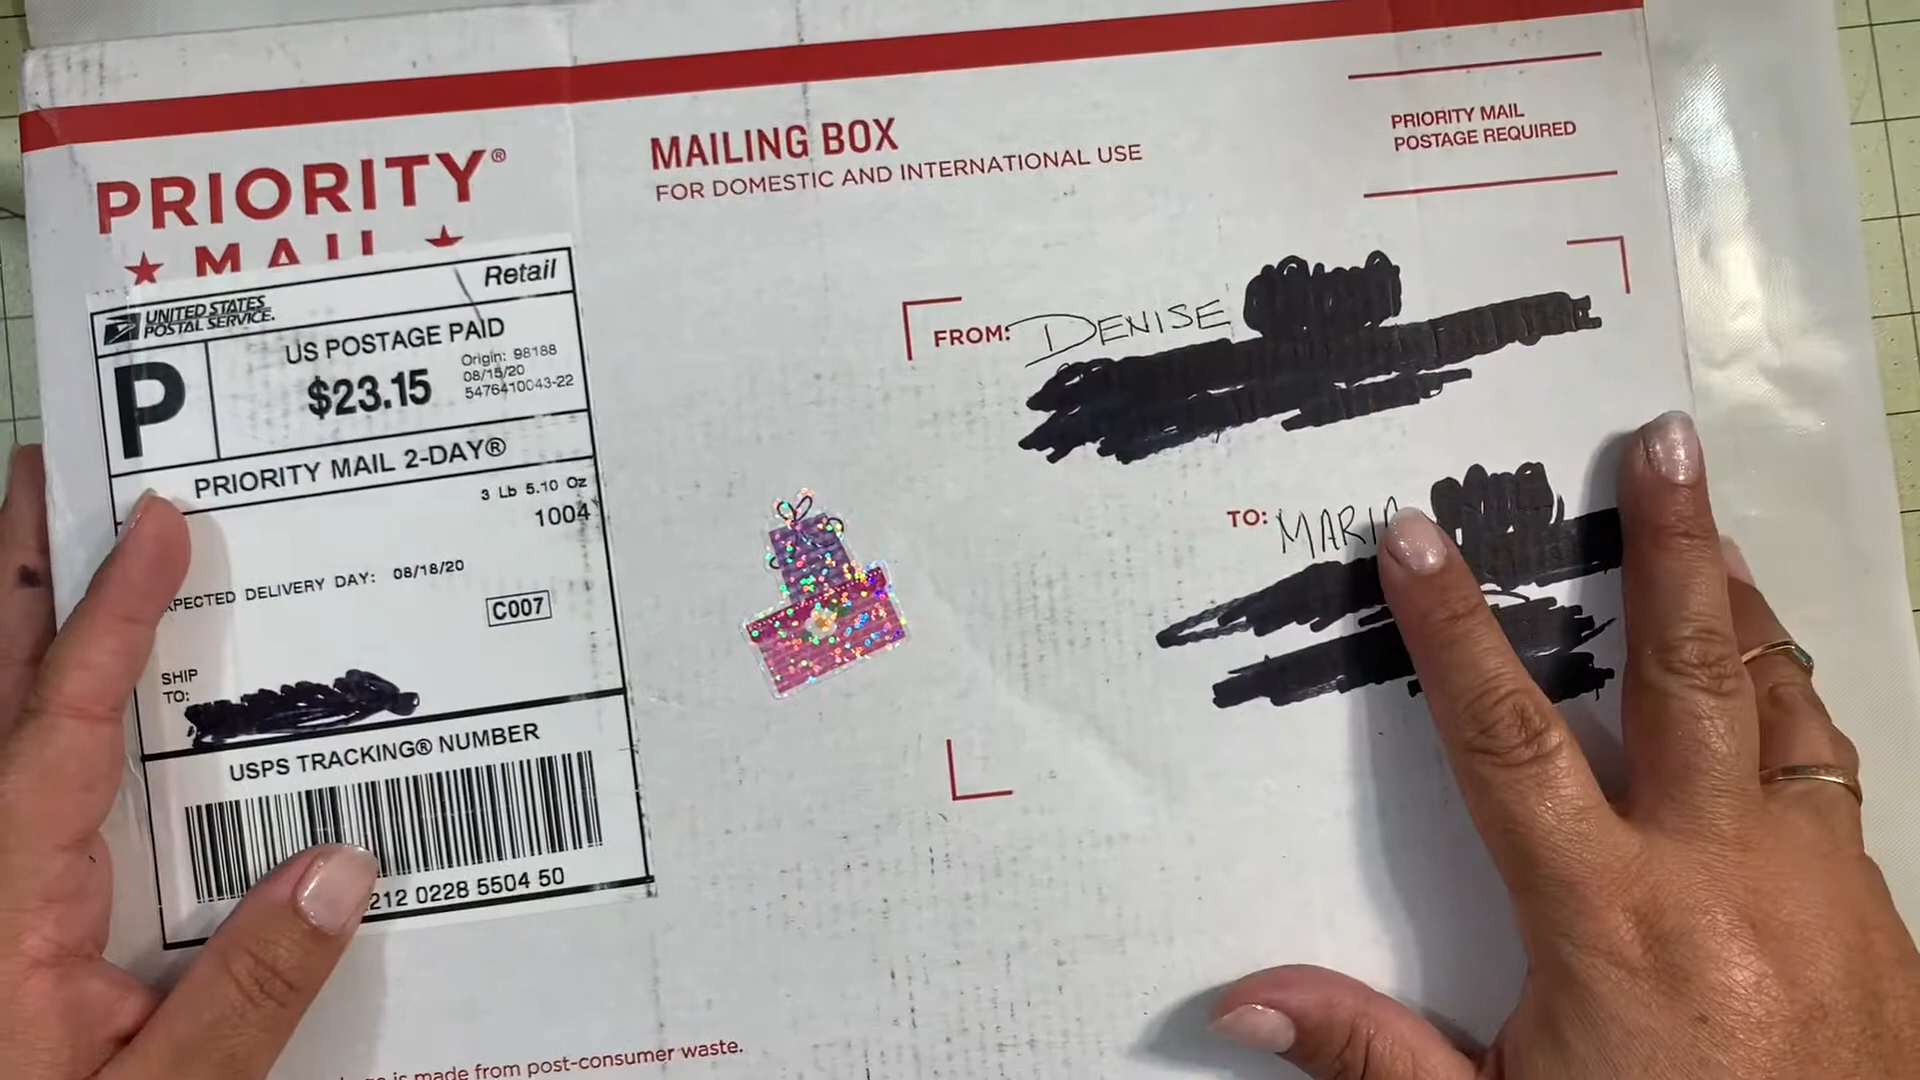 PRIORITY®
MAIL
MAILING BOX
FOR DOMESTIC AND INTERNATIONAL USE
PRIORITY MAIL
POSTAGE REQUIRED
UNITED STATES
POSTAL SERVICE.
Retail
P
US POSTAGE PAID
$23.15
Origin: 98188
08/15/20
5476410043-22
PRIORITY MAIL 2-DAY®
3 Lb 5.10 Oz
1004
EXPECTED DELIVERY DAY: 08/18/20
C007
SHIP
TO:
USPS TRACKING® NUMBER
212 0228 5504 50
FROM: DENISE
TO: MARIA
is made from post-consumer waste.